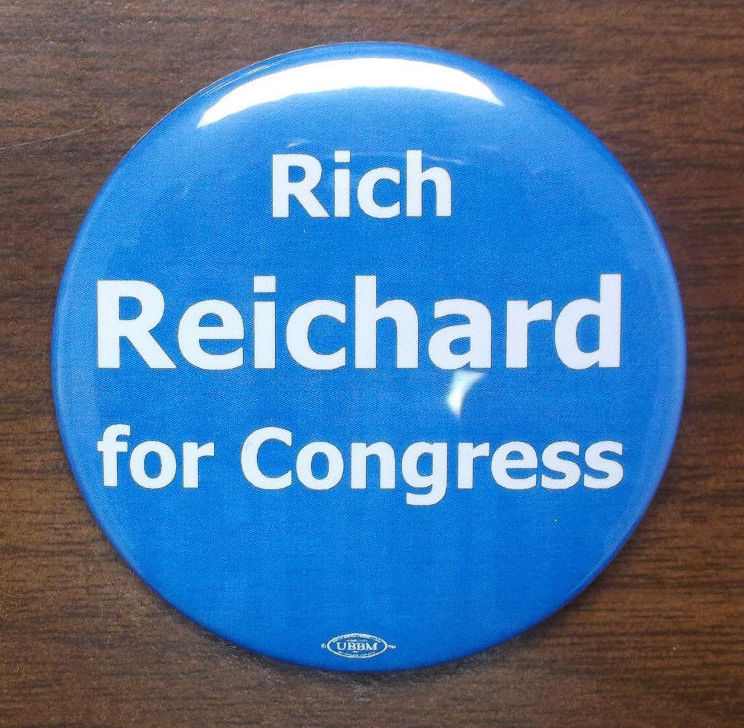 Rich
Reichard
for Congress
UBBM